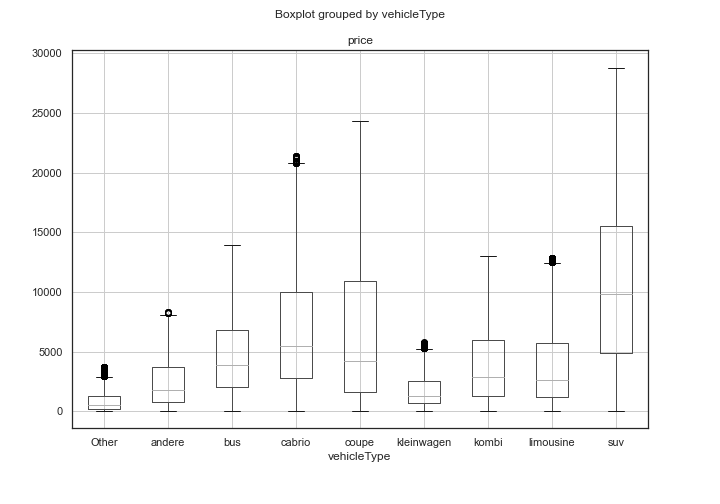 Boxplot grouped by vehicleType
price
30000
25000
20000
15000
10000
5000
0
Other andere bus cabrio coupe kleinwagen kombi limousine suv
vehicleType